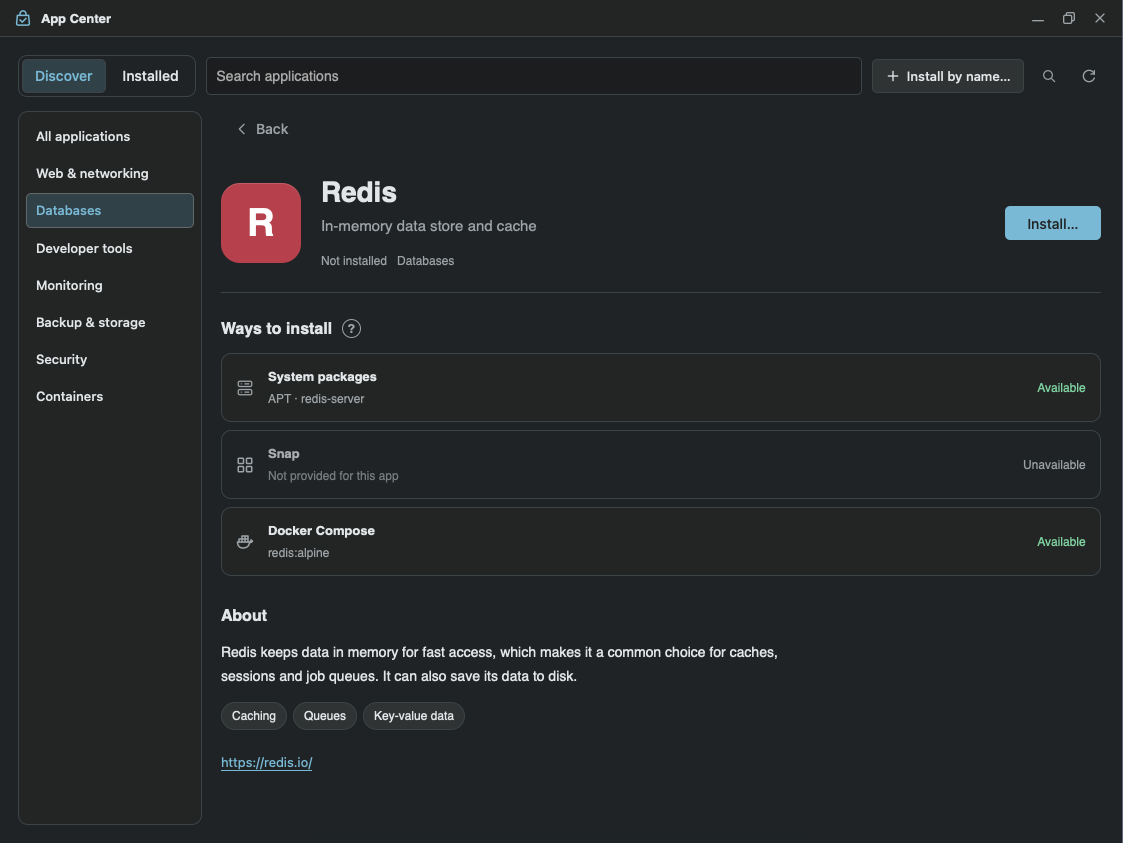 App Center
Discover
Installed
Search applications
Install by name...
All applications
Web & networking
Databases
Developer tools
Monitoring
Backup & storage
Security
Containers
Back
R
Redis
In-memory data store and cache
Not installed Databases
Install...
Ways to install ?
System packages
APT · redis-server
Available
Snap
Not provided for this app
Unavailable
Docker Compose
redis:alpine
Available
About
Redis keeps data in memory for fast access, which makes it a common choice for caches,
sessions and job queues. It can also save its data to disk.
Caching
Queues
Key-value data
https://redis.io/